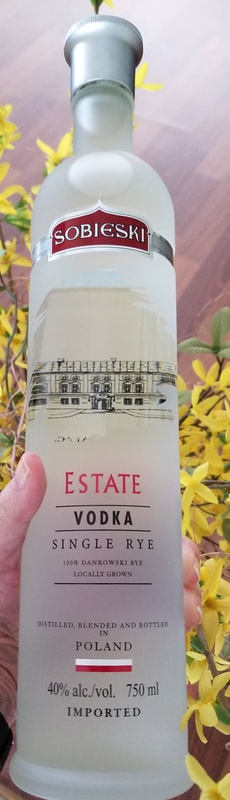 SOBIESKI
ESTATE
VODKA
SINGLE RYE
100% DANKOWSKI RYE
LOCALLY GROWN
DISTILLED, BLENDED AND BOTTLED
IN
POLAND
40% alc./vol. 750 ml
IMPORTED